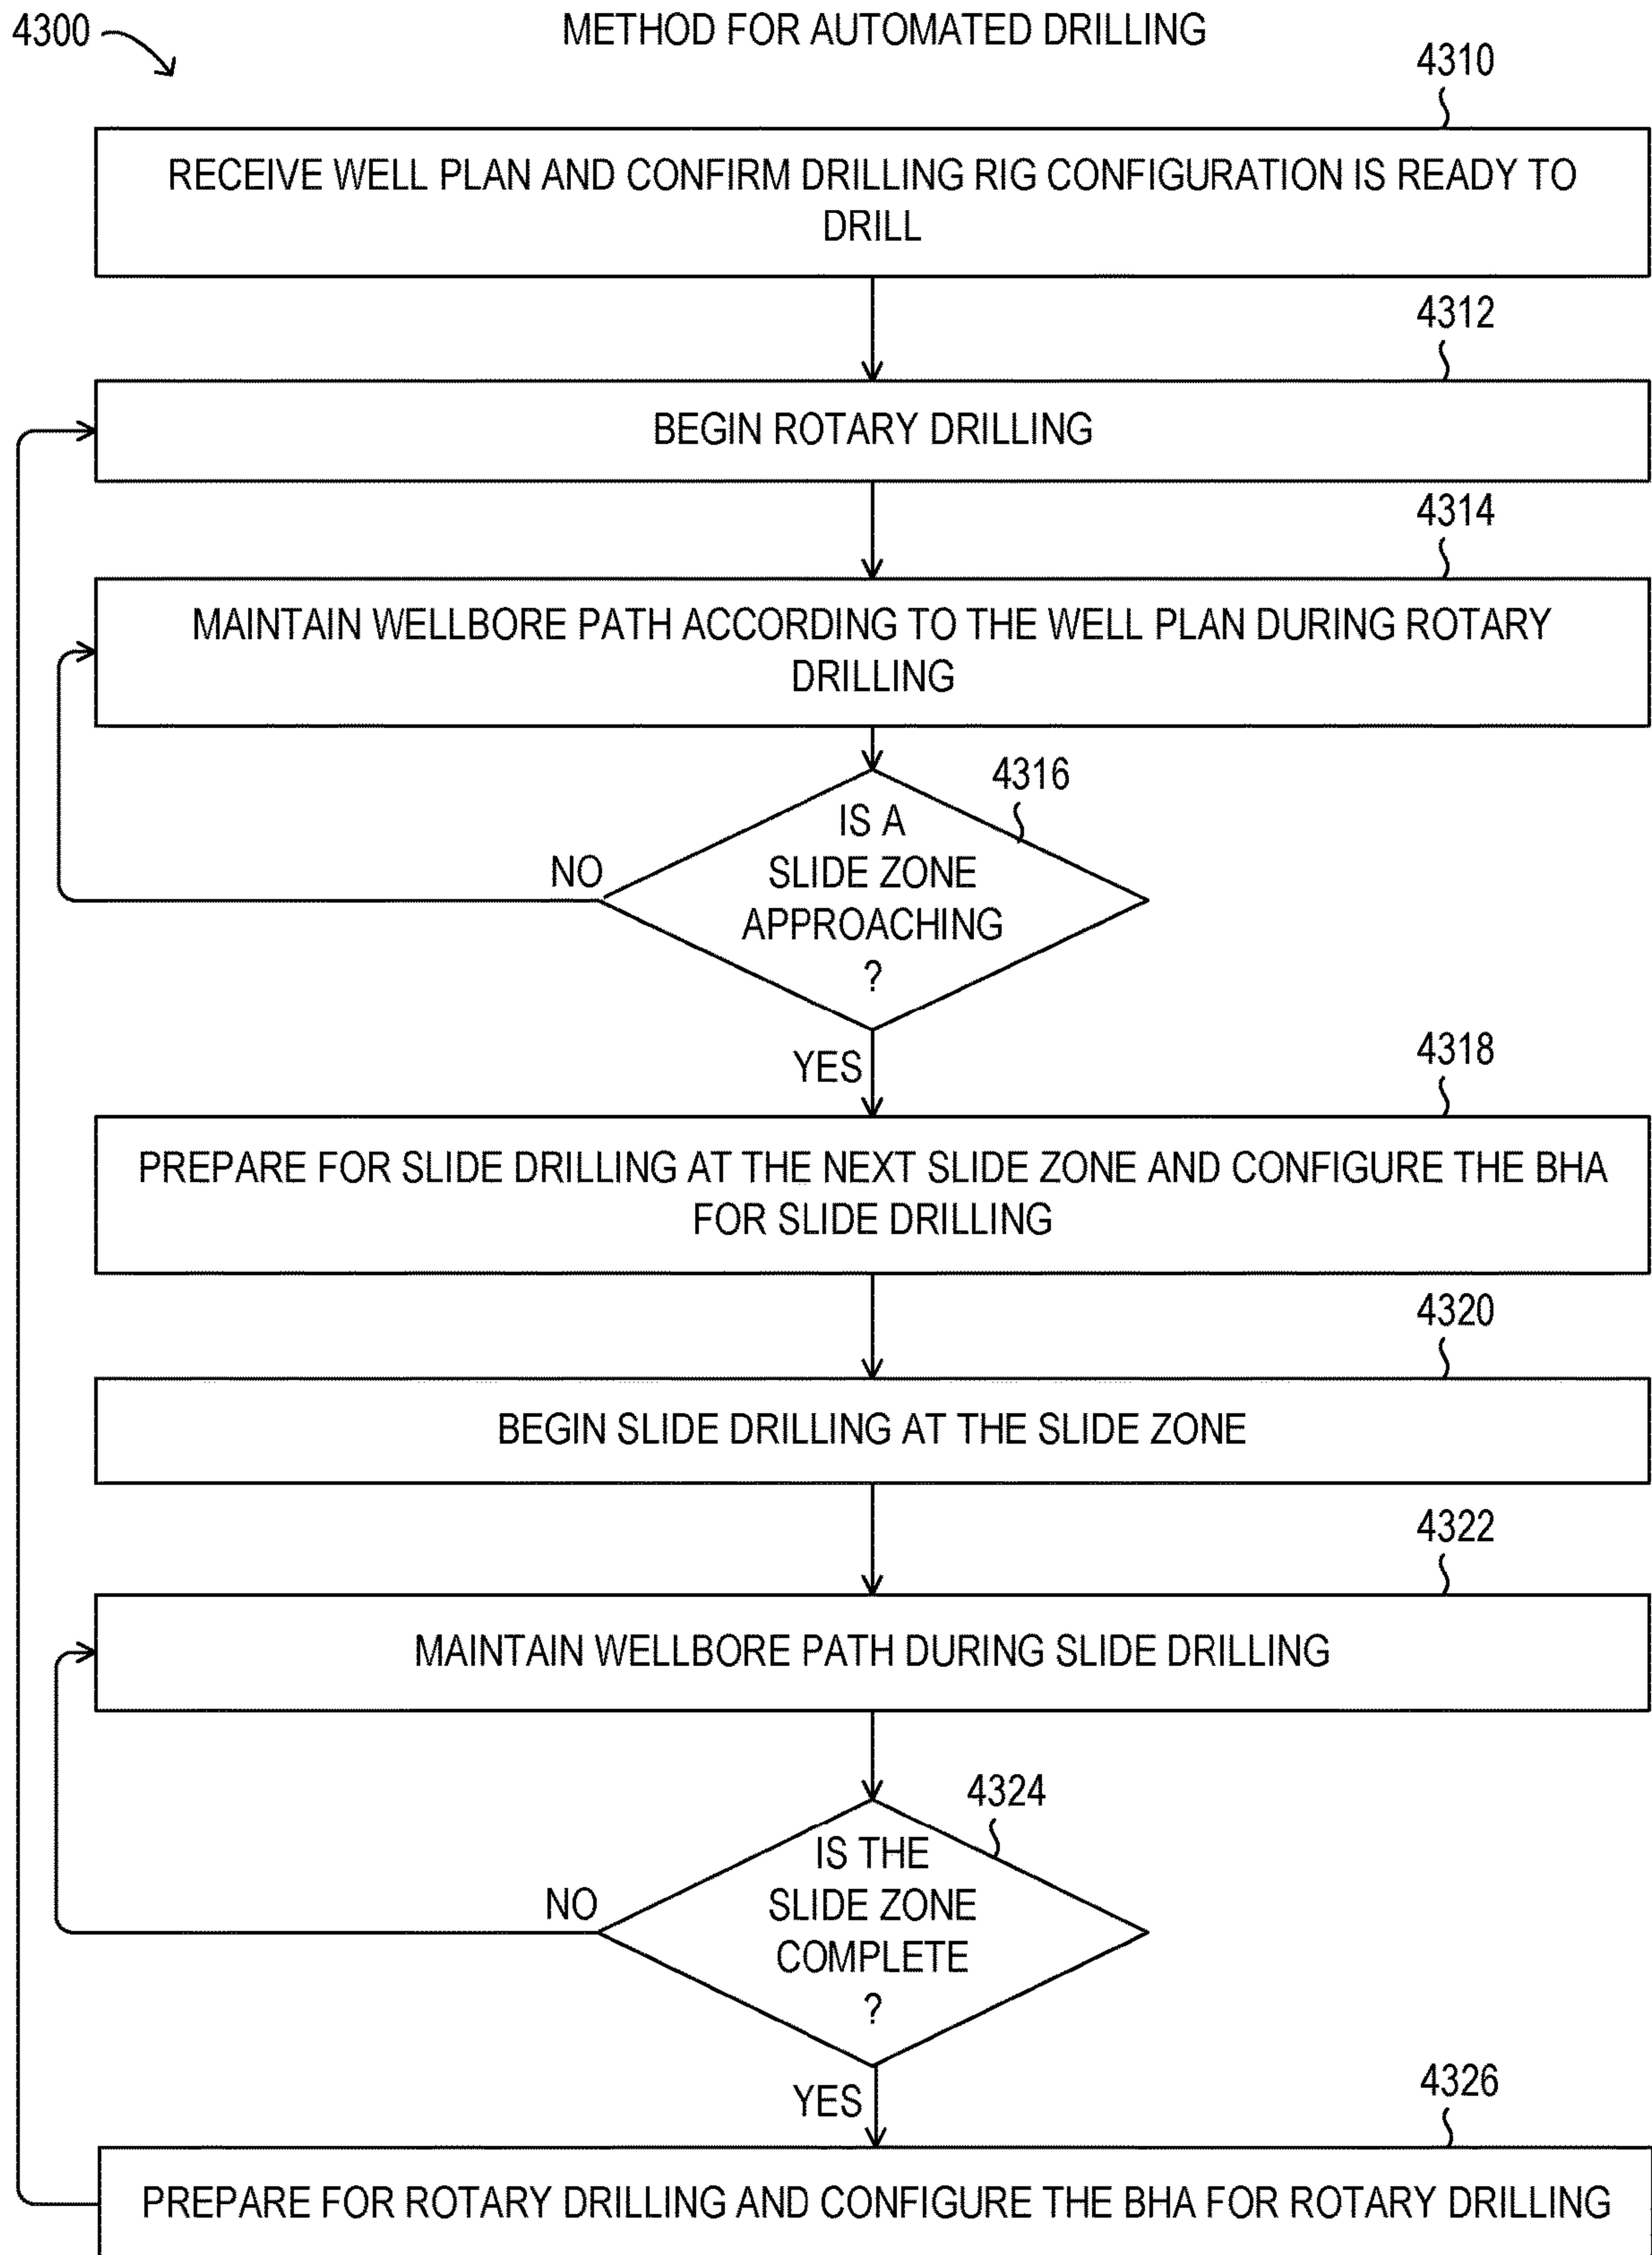 4300
METHOD FOR AUTOMATED DRILLING
4310
RECEIVE WELL PLAN AND CONFIRM DRILLING RIG CONFIGURATION IS READY TO
DRILL
4312
BEGIN ROTARY DRILLING
4314
MAINTAIN WELLBORE PATH ACCORDING TO THE WELL PLAN DURING ROTARY
DRILLING
4316
IS A
SLIDE ZONE
APPROACHING
?
NO
YES
4318
PREPARE FOR SLIDE DRILLING AT THE NEXT SLIDE ZONE AND CONFIGURE THE BHA
FOR SLIDE DRILLING
4320
BEGIN SLIDE DRILLING AT THE SLIDE ZONE
4322
MAINTAIN WELLBORE PATH DURING SLIDE DRILLING
4324
IS THE
SLIDE ZONE
COMPLETE
?
NO
YES
4326
PREPARE FOR ROTARY DRILLING AND CONFIGURE THE BHA FOR ROTARY DRILLING